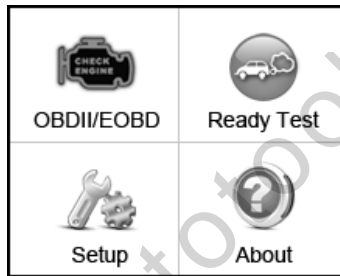 CHECK
ENGINE
OBDII/EOBD
Ready Test
Setup
About